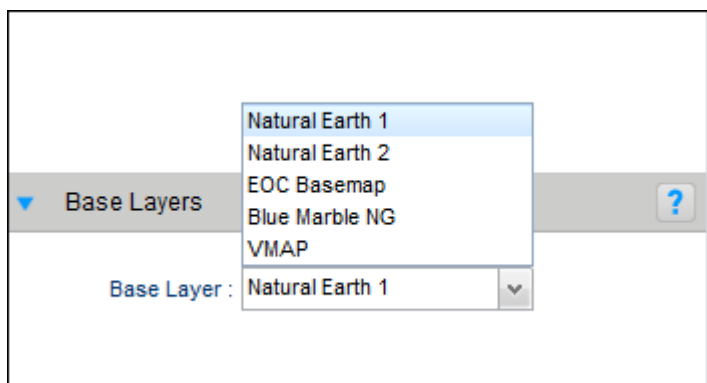 Natural Earth 1
Natural Earth 2
EOC Basemap
Base Layers
?
Blue Marble NG
VMAP
Base Layer :
Natural Earth 1